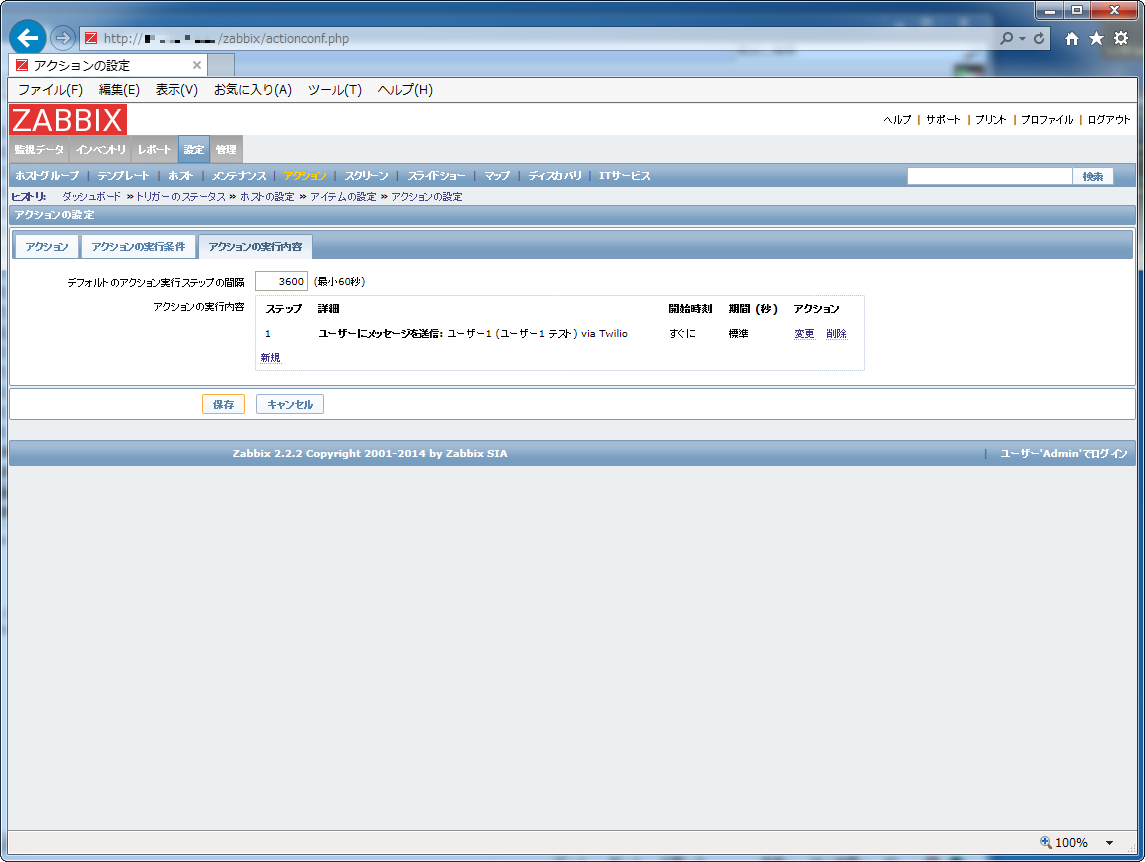 http:// /zabbix/actionconf.php
アクションの設定
ファイル(F) 編集(E) 表示(V) お気に入り(A) ツール(T) ヘルプ(H)
ZABBIX
ヘルプ | サポート | プリント | プロファイル | ログアウト
監視データ インベントリ レポート 設定 管理
ホストグループ | テンプレート | ホスト | メンテナンス | アクション | スクリーン | スライドショー | マップ | ディスカバリ | ITサービス 検索
ヒストリ: ダッシュボード » トリガーのステータス » ホストの設定 » アイテムの設定 » アクションの設定
アクションの設定
アクション アクションの実行条件 アクションの実行内容
デフォルトのアクション実行ステップの間隔 3600 (最小60秒)
アクションの実行内容 ステップ 詳細 開始時刻 期間 (秒) アクション
1 ユーザーにメッセージを送信: ユーザー1 (ユーザー1 テスト) via Twilio すぐに 標準 変更 削除
新規
保存 キャンセル
Zabbix 2.2.2 Copyright 2001-2014 by Zabbix SIA | ユーザー'Admin'でログイン
100%